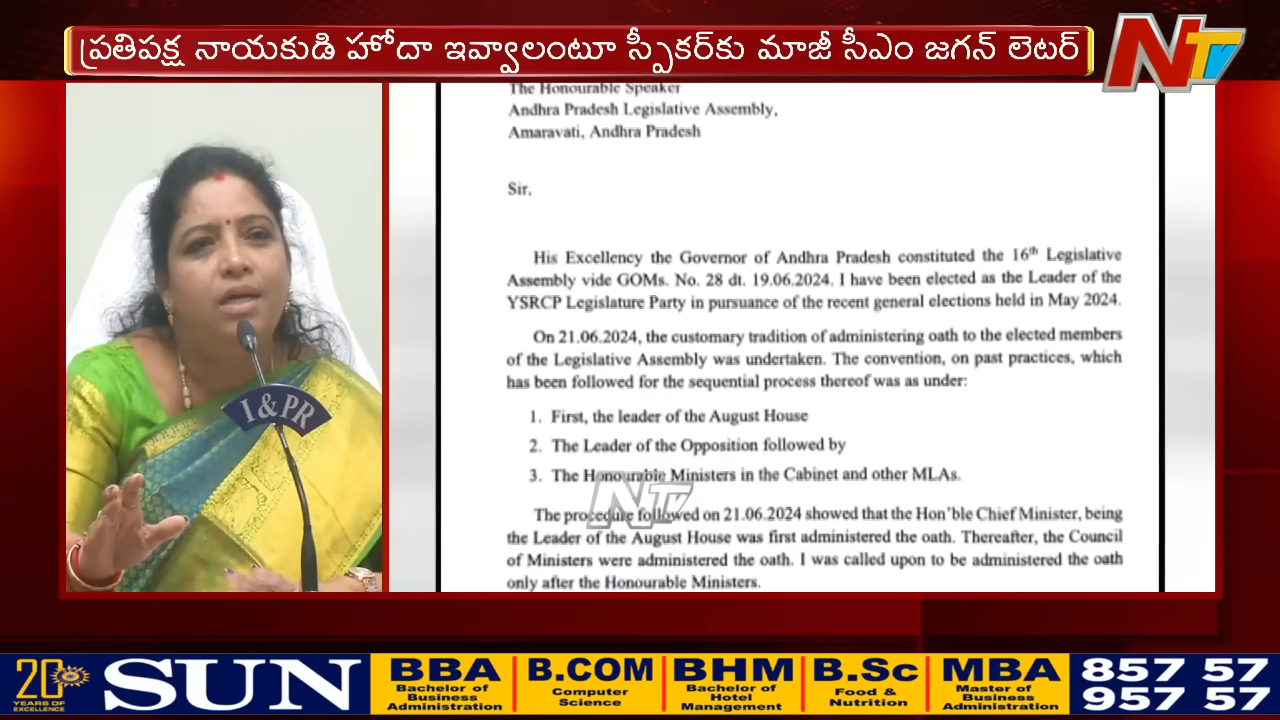 ప్రతిపక్ష నాయకుడి హోదా ఇవ్వాలంటూ స్పీకర్‌కు మాజీ సీఎం జగన్ లెటర్
NTV
I & PR
The Honourable Speaker
Andhra Pradesh Legislative Assembly,
Amaravati, Andhra Pradesh
Sir,
His Excellency the Governor of Andhra Pradesh constituted the 16th Legislative
Assembly vide GOMs. No. 28 dt. 19.06.2024. I have been elected as the Leader of the
YSRCP Legislature Party in pursuance of the recent general elections held in May 2024.
On 21.06.2024, the customary tradition of administering oath to the elected members
of the Legislative Assembly was undertaken. The convention, on past practices, which
has been followed for the sequential process thereof was as under:
1. First, the leader of the August House
2. The Leader of the Opposition followed by
3. The Honourable Ministers in the Cabinet and other MLAs.
NTV
The procedure followed on 21.06.2024 showed that the Hon'ble Chief Minister, being
the Leader of the August House was first administered the oath. Thereafter, the Council
of Ministers were administered the oath. I was called upon to be administered the oath
only after the Honourable Ministers.
20
YEARS OF
EXCELLENCE
SUN
BBA
Bachelor of
Business
Administration
B.COM
Computer
Science
BHM
Bachelor of
Hotel
Management
B.Sc
Food &
Nutrition
MBA
Master of
Business
Administration
857 57
957 57